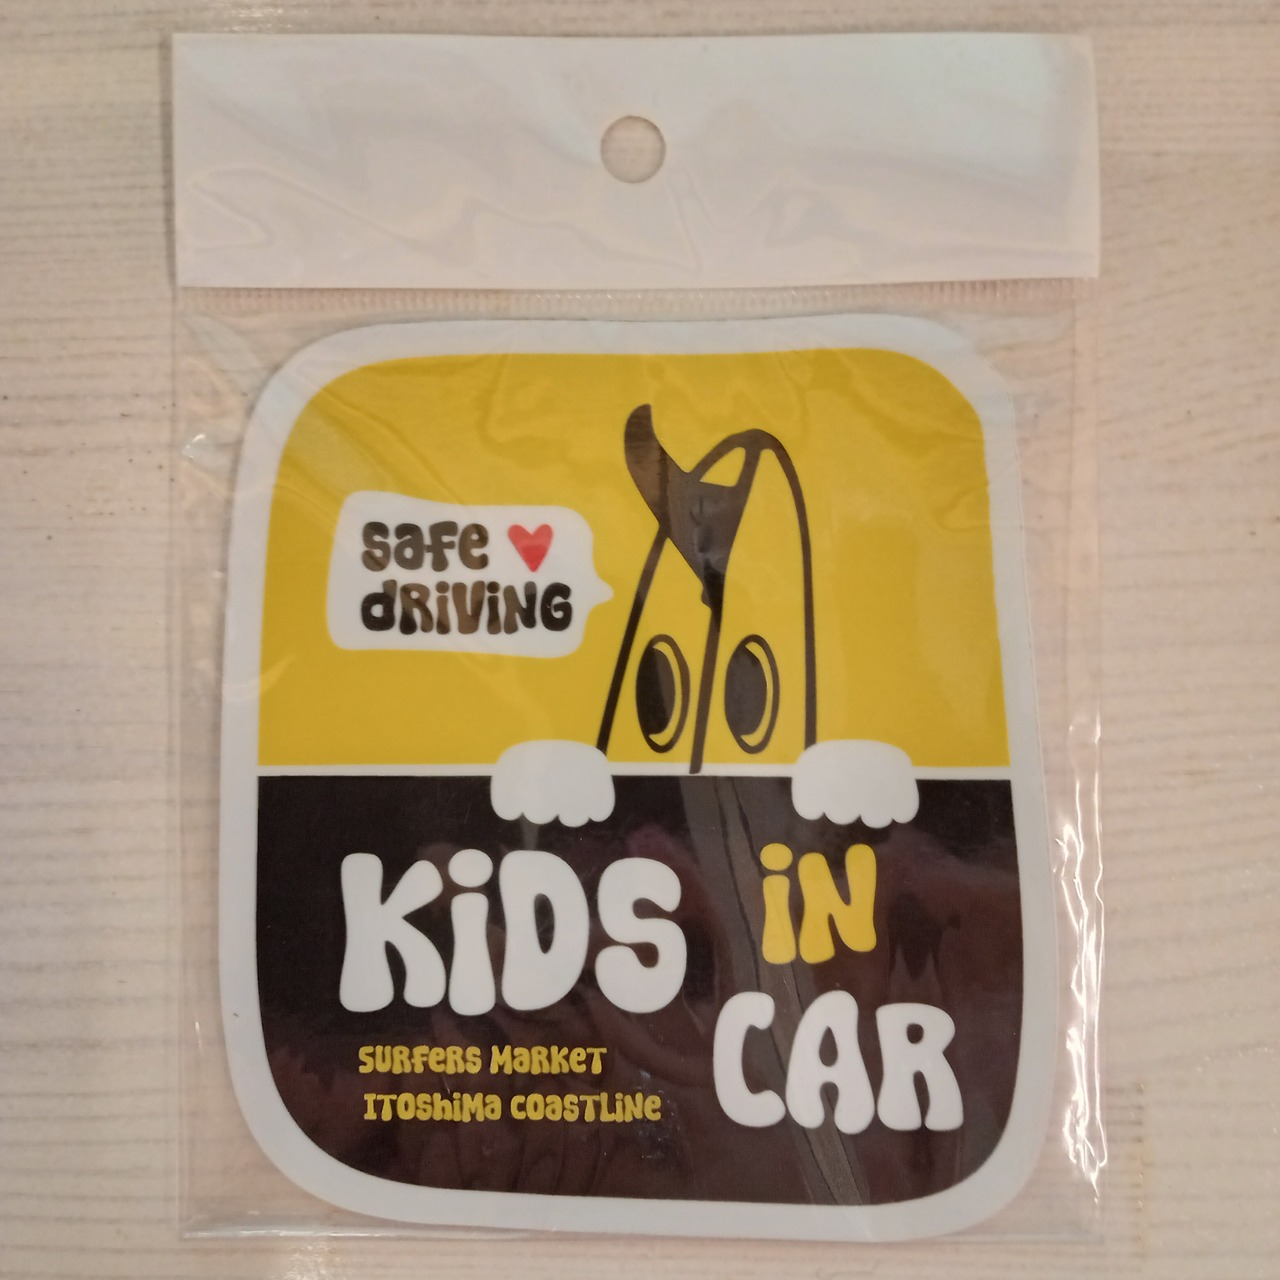 safe ♥
dRiViNG
KiDS
iN
CAR
SURFERS MARKET
ITOShiMa COaSTLiNe